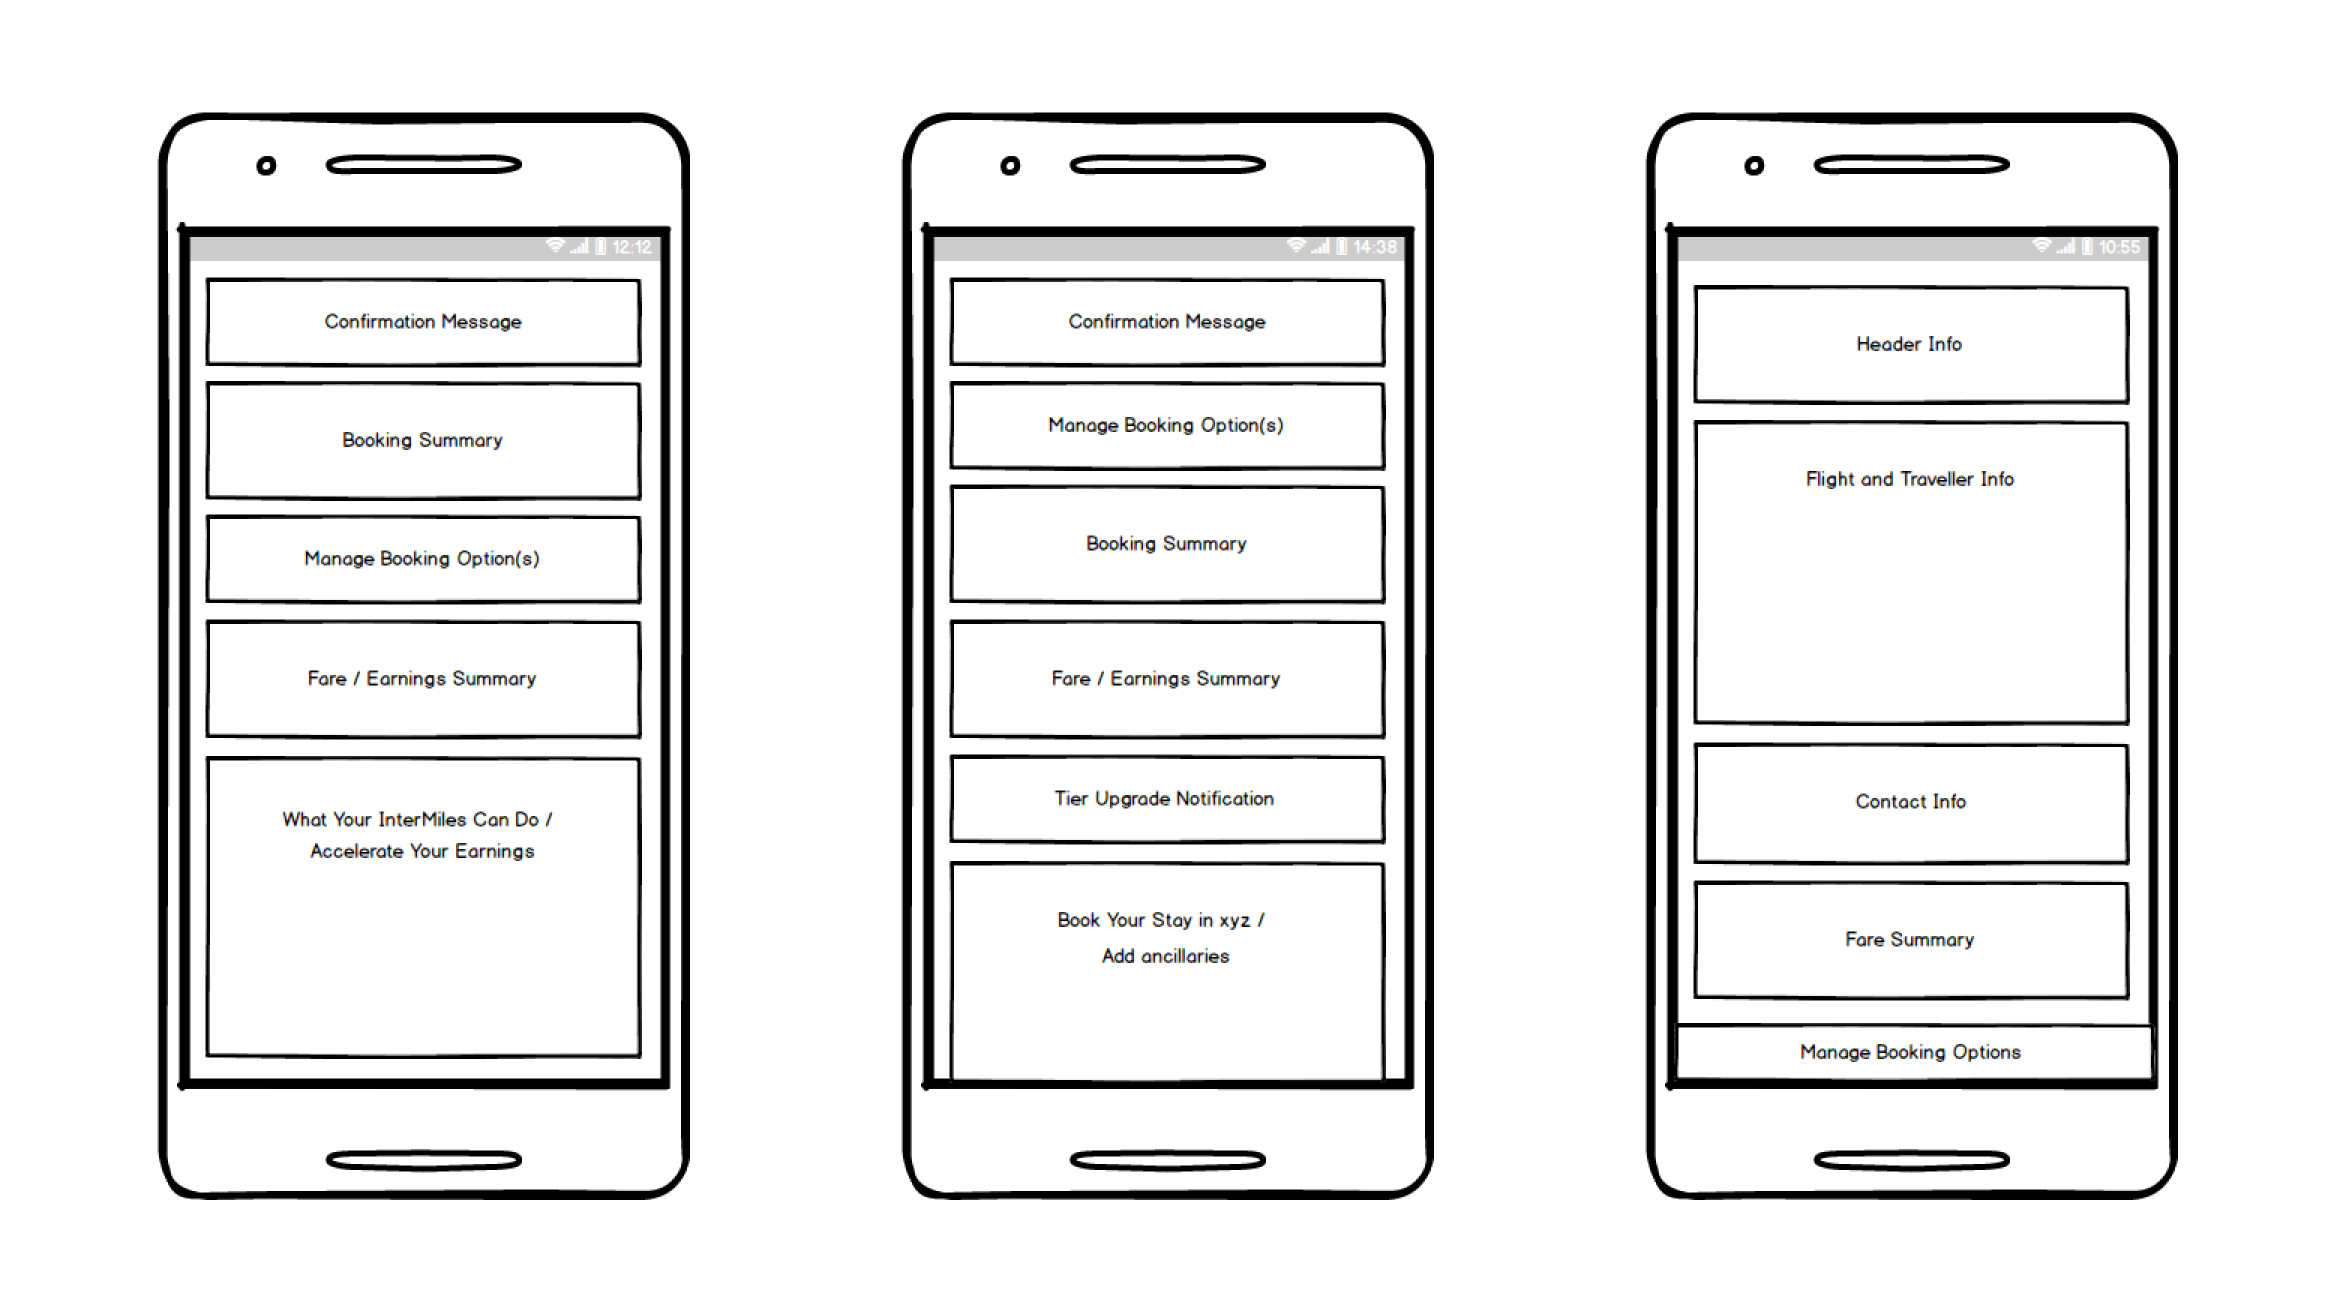 12:12
Confirmation Message
Booking Summary
Manage Booking Option(s)
Fare / Earnings Summary
What Your InterMiles Can Do /
Accelerate Your Earnings
14:38
Confirmation Message
Manage Booking Option(s)
Booking Summary
Fare / Earnings Summary
Tier Upgrade Notification
Book Your Stay in xyz /
Add ancillaries
10:55
Header Info
Flight and Traveller Info
Contact Info
Fare Summary
Manage Booking Options